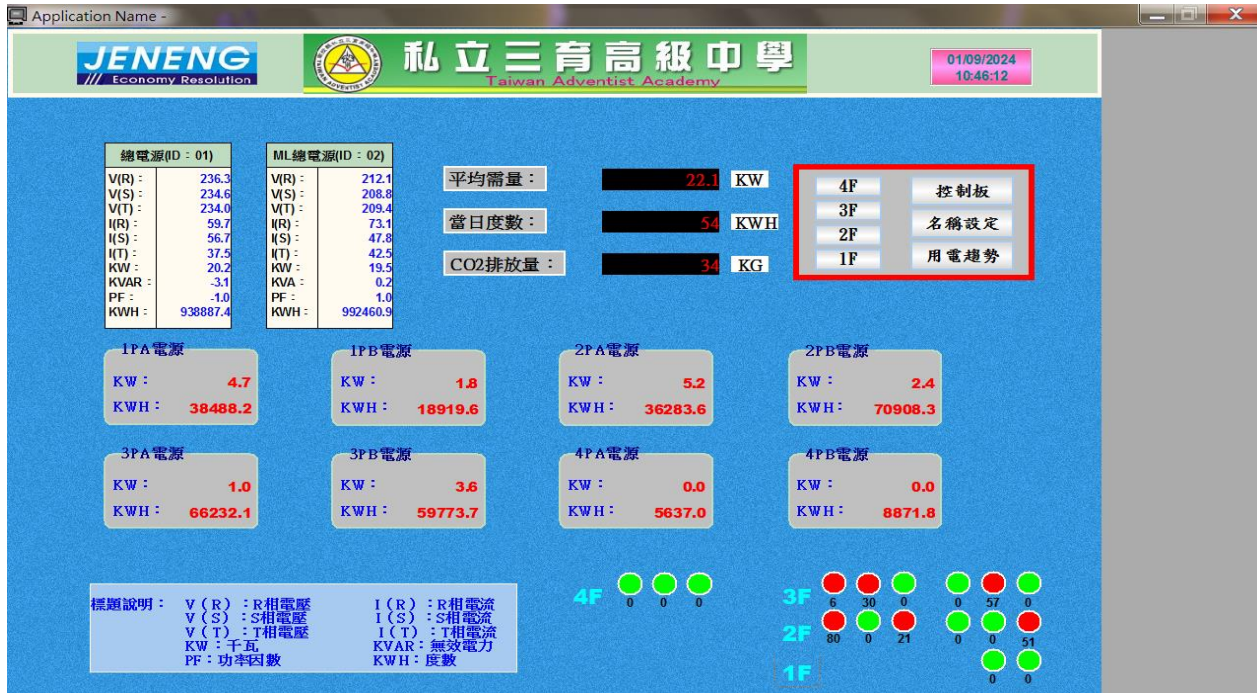 Application Name -
JENENG
/// Economy Resolution
私立三育高級中學
Taiwan Adventist Academy
01/09/2024
10:46:12
總電源(ID：01)
V(R)： 236.3
V(S)： 234.6
V(T)： 234.0
I(R)： 59.7
I(S)： 56.7
I(T)： 37.5
KW： 20.2
KVAR： -3.1
PF： -1.0
KWH： 938887.4
ML總電源(ID：02)
V(R)： 212.1
V(S)： 208.8
V(T)： 209.4
I(R)： 73.1
I(S)： 47.8
I(T)： 42.5
KW： 19.5
KVA： 0.2
PF： 1.0
KWH： 992460.9
平均需量： 22.1 KW
當日度數： 54 KWH
CO2排放量： 34 KG
4F
3F
2F
1F
控制板
名稱設定
用電趨勢
1PA電源
KW： 4.7
KWH： 38488.2
1PB電源
KW： 1.8
KWH： 18919.6
2PA電源
KW： 5.2
KWH： 36283.6
2PB電源
KW： 2.4
KWH： 70908.3
3PA電源
KW： 1.0
KWH： 66232.1
3PB電源
KW： 3.6
KWH： 59773.7
4PA電源
KW： 0.0
KWH： 5637.0
4PB電源
KW： 0.0
KWH： 8871.8
標題說明： V(R)：R相電壓 I(R)：R相電流
V(S)：S相電壓 I(S)：S相電流
V(T)：T相電壓 I(T)：T相電流
KW：千瓦 KVAR：無效電力
PF：功率因數 KWH：度數
4F 0 0 0
3F 6 30 0 0 57 0
2F 80 0 21 0 0 51
1F 0 0